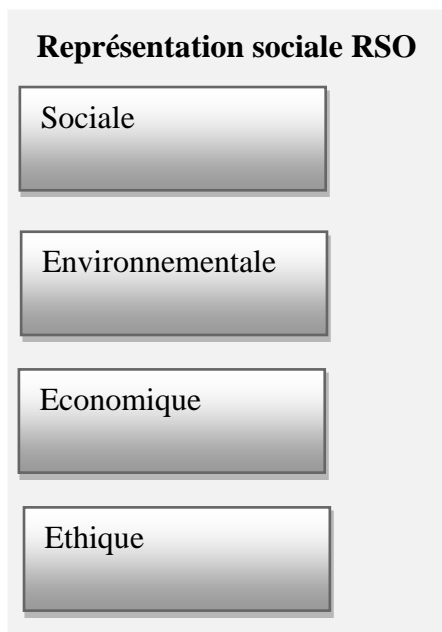 Représentation sociale RSO
Sociale
Environnementale
Economique
Ethique